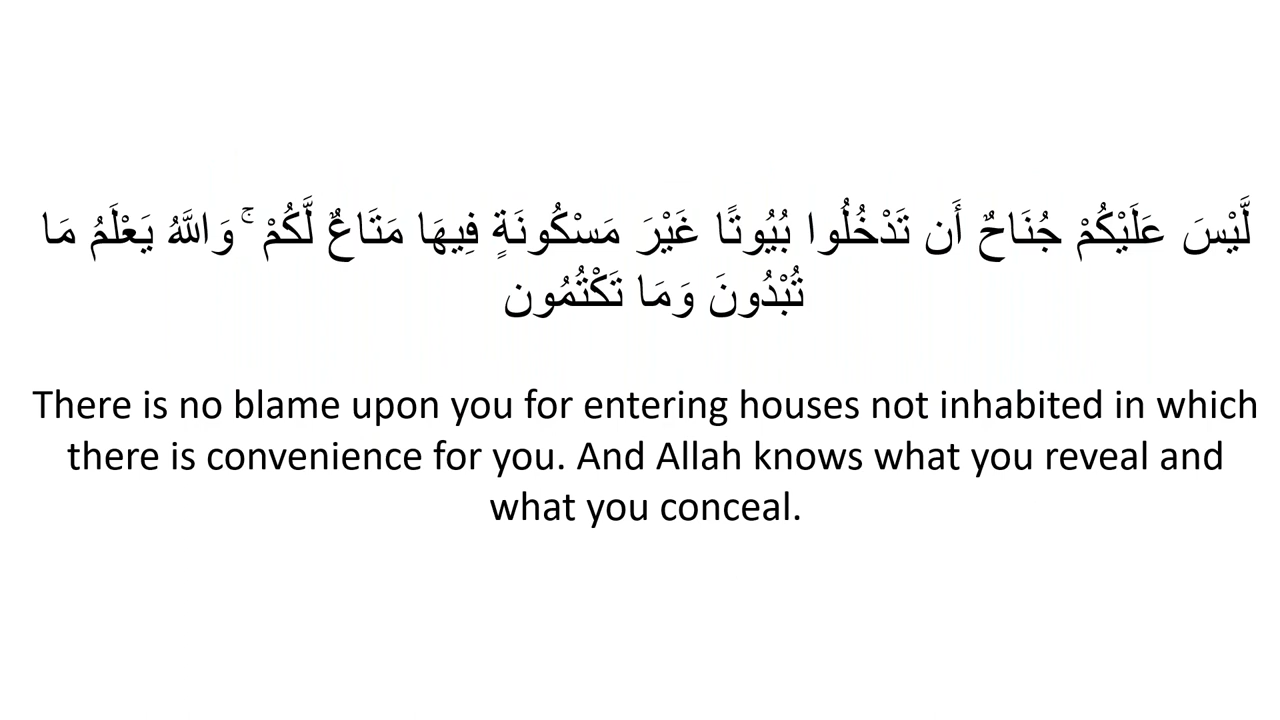 لَّيْسَ عَلَيْكُمْ جُنَاحٌ أَن تَدْخُلُوا بُيُوتًا غَيْرَ مَسْكُونَةٍ فِيهَا مَتَاعٌ لَّكُمْ ۚ وَاللَّهُ يَعْلَمُ مَا
تُبْدُونَ وَمَا تَكْتُمُون
There is no blame upon you for entering houses not inhabited in which
there is convenience for you. And Allah knows what you reveal and
what you conceal.